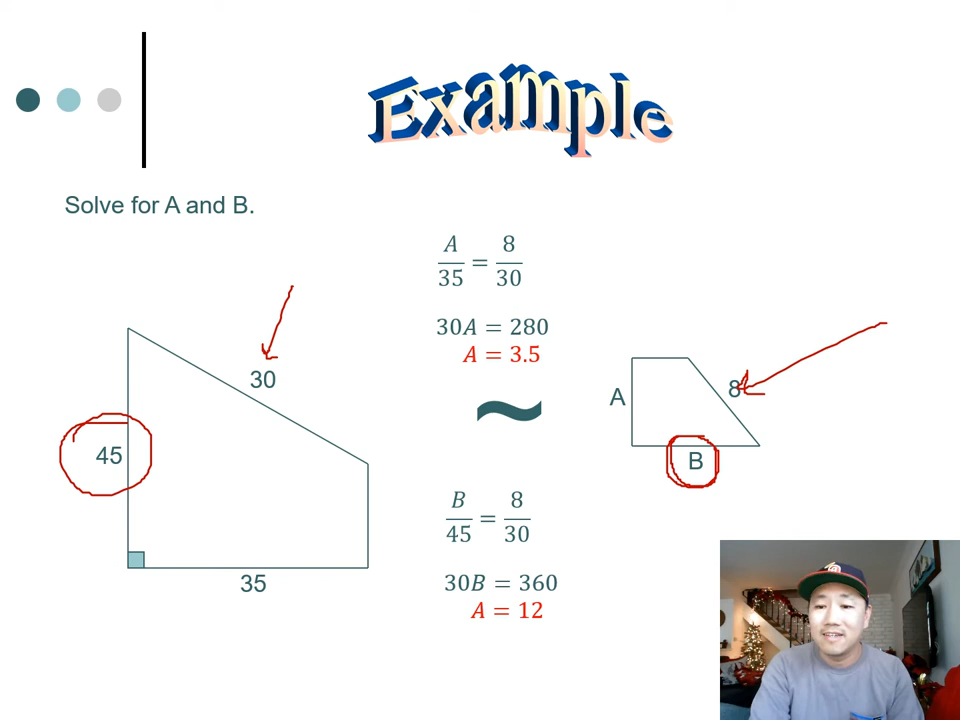 Example
Solve for A and B.
A/35 = 8/30
30A = 280
A = 3.5
30
45
35
~
A
8
B
B/45 = 8/30
30B = 360
A = 12